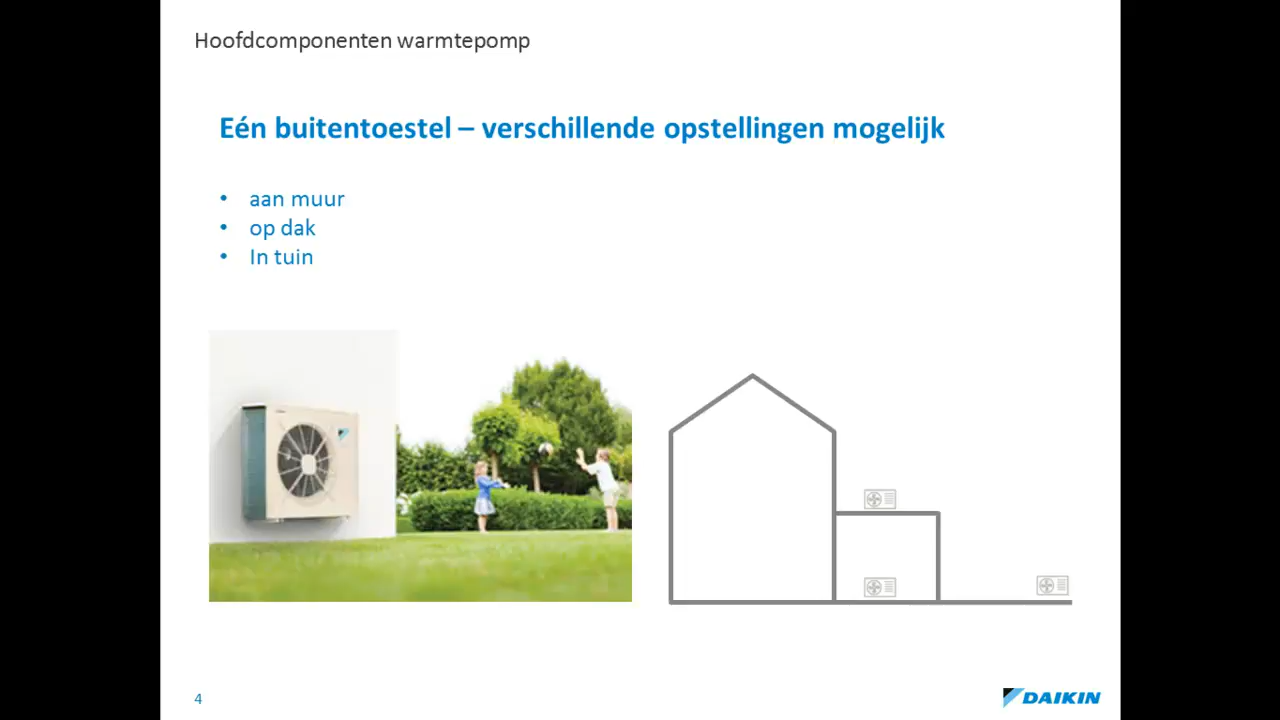 Hoofdcomponenten warmtepomp
Eén buitentoestel – verschillende opstellingen mogelijk
• aan muur
• op dak
• In tuin
4
DAIKIN